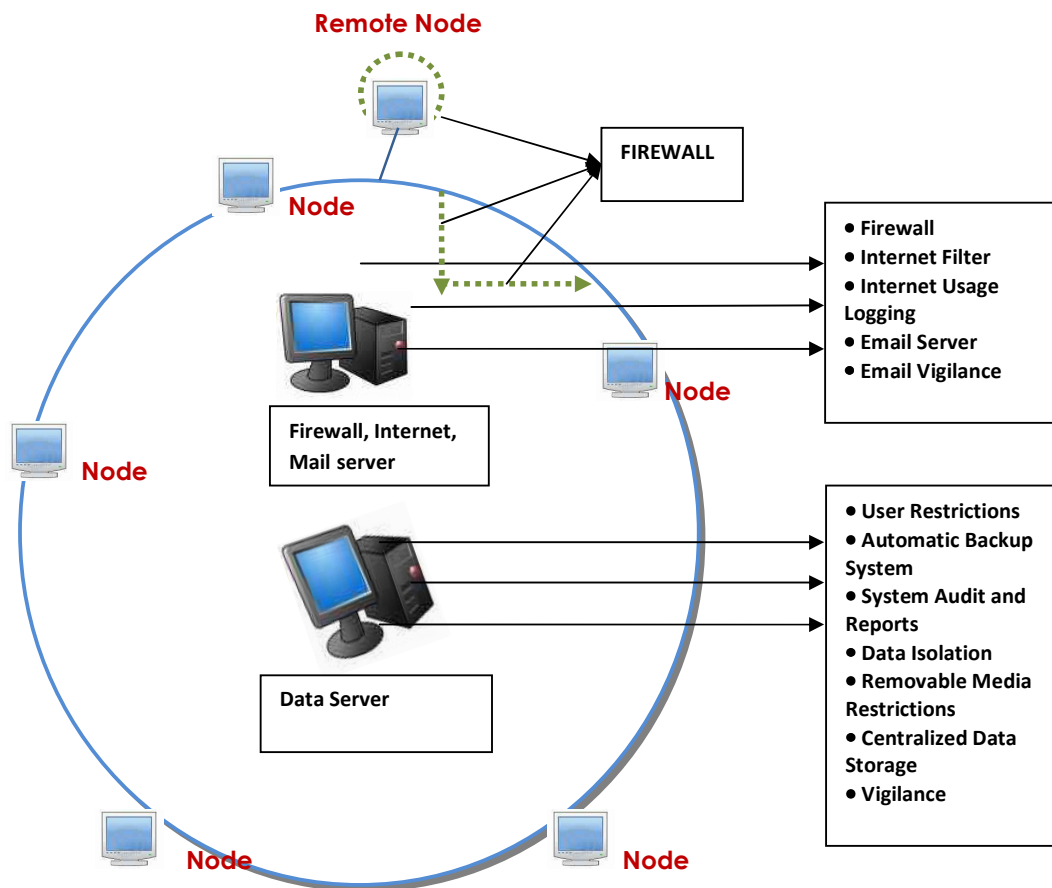 Remote Node
FIREWALL
Node
• Firewall
• Internet Filter
• Internet Usage
Logging
• Email Server
• Email Vigilance
Node
Firewall, Internet,
Mail server
Node
• User Restrictions
• Automatic Backup
System
• System Audit and
Reports
• Data Isolation
• Removable Media
Restrictions
• Centralized Data
Storage
• Vigilance
Data Server
Node
Node